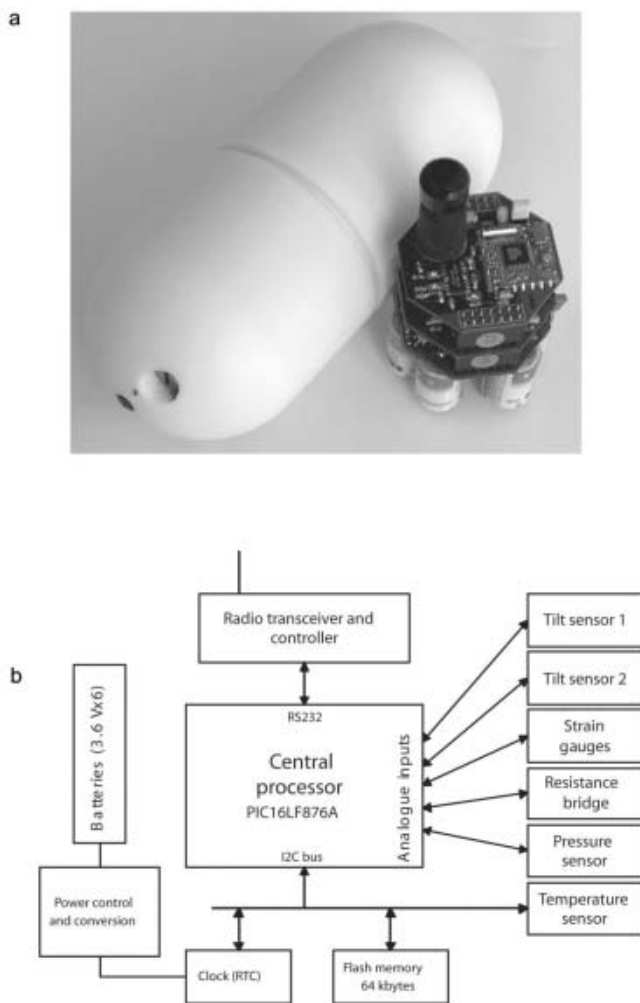 a
b
Radio transceiver and
controller
RS232
Central
processor
PIC16LF876A
I2C bus
Analogue inputs
Batteries (3.6 Vx6)
Power control
and conversion
Clock (RTC)
Flash memory
64 kbytes
Tilt sensor 1
Tilt sensor 2
Strain
gauges
Resistance
bridge
Pressure
sensor
Temperature
sensor